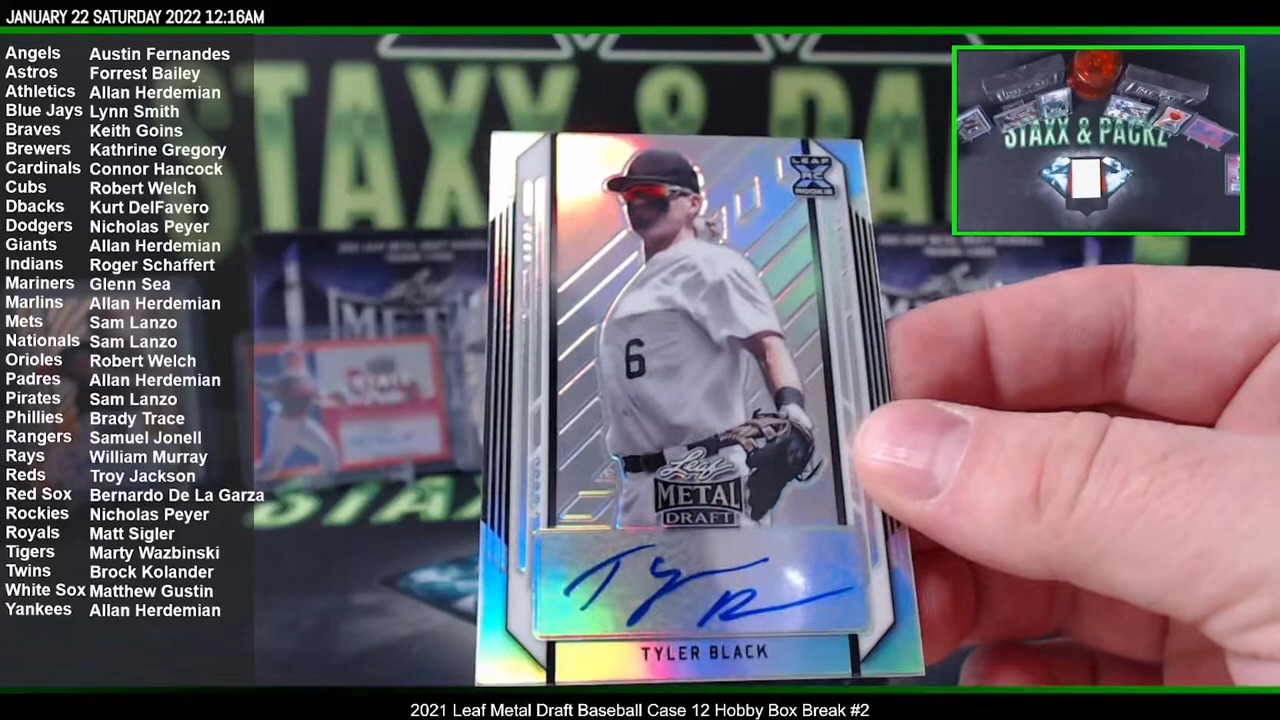 JANUARY 22 SATURDAY 2022 12:16AM
Angels Austin Fernandes
Astros Forrest Bailey
Athletics Allan Herdemian
Blue Jays Lynn Smith
Braves Keith Goins
Brewers Kathrine Gregory
Cardinals Connor Hancock
Cubs Robert Welch
Dbacks Kurt DelFavero
Dodgers Nicholas Peyer
Giants Allan Herdemian
Indians Roger Schaffert
Mariners Glenn Sea
Marlins Allan Herdemian
Mets Sam Lanzo
Nationals Sam Lanzo
Orioles Robert Welch
Padres Allan Herdemian
Pirates Sam Lanzo
Phillies Brady Trace
Rangers Samuel Jonell
Rays William Murray
Reds Troy Jackson
Red Sox Bernardo De La Garza
Rockies Nicholas Peyer
Royals Matt Sigler
Tigers Marty Wazbinski
Twins Brock Kolander
White Sox Matthew Gustin
Yankees Allan Herdemian
STAXX & PA
LEAF
RC
ROOKIE
6
Leaf
METAL
DRAFT
TYLER BLACK
STAXX & PACKZ
2021 Leaf Metal Draft Baseball Case 12 Hobby Box Break #2